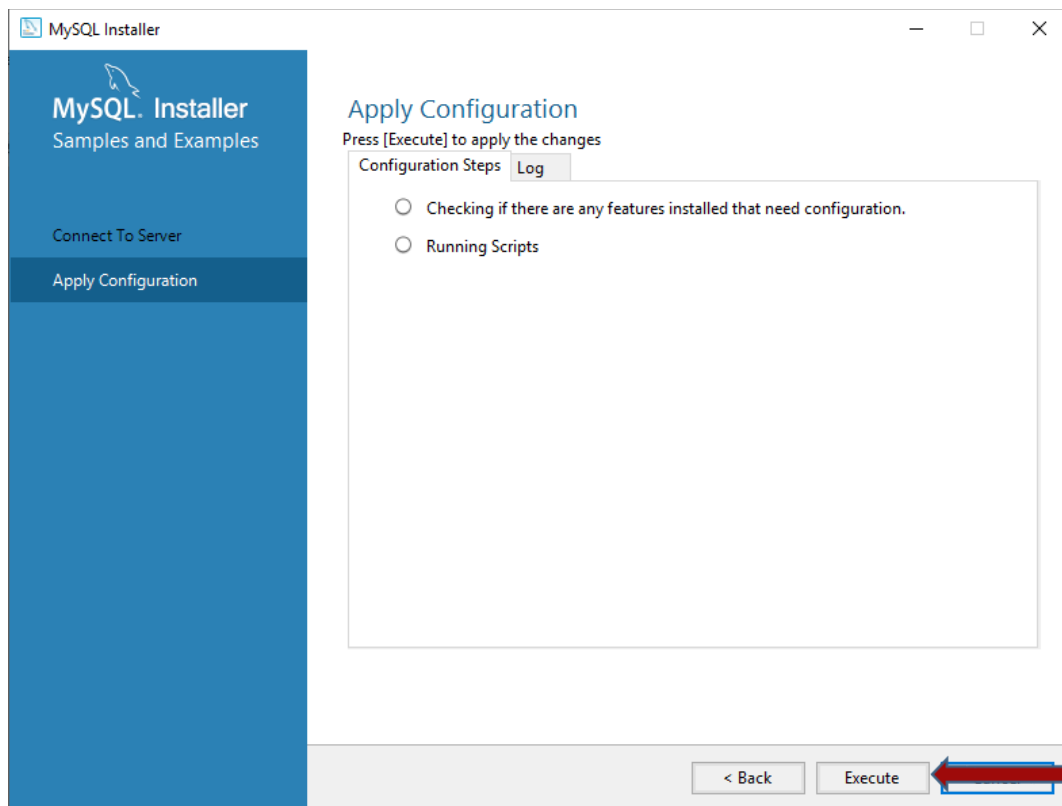 MySQL Installer
MySQL. Installer
Samples and Examples
Connect To Server
Apply Configuration
Apply Configuration
Press [Execute] to apply the changes
Configuration Steps
Log
Checking if there are any features installed that need configuration.
Running Scripts
< Back
Execute